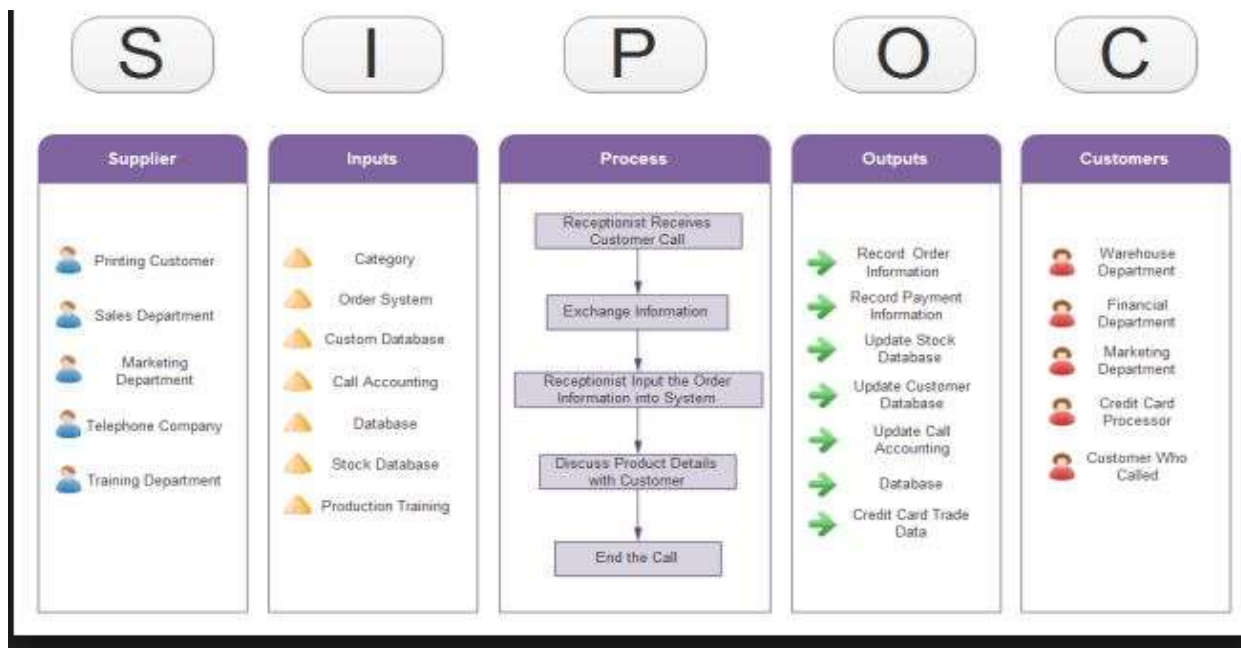 S
I
P
O
C
Supplier
Printing Customer
Sales Department
Marketing
Department
Telephone Company
Training Department
Inputs
Category
Order System
Custom Database
Call Accounting
Database
Stock Database
Production Training
Process
Receptionist Receives
Customer Call
Exchange Information
Receptionist Input the Order
Information into System
Discuss Product Details
with Customer
End the Call
Outputs
Record Order
Information
Record Payment
Information
Update Stock
Database
Update Customer
Database
Update Call
Accounting
Database
Credit Card Trade
Data
Customers
Warehouse
Department
Financial
Department
Marketing
Department
Credit Card
Processor
Customer Who
Called